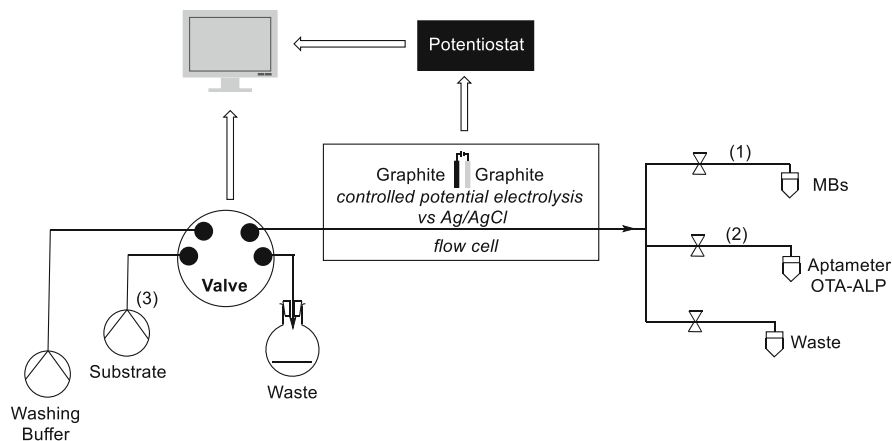 Potentiostat
Graphite Graphite
controlled potential electrolysis
vs Ag/AgCl
flow cell
(1)
MBs
(2)
Aptameter
OTA-ALP
Waste
Valve
(3)
Substrate
Waste
Washing
Buffer